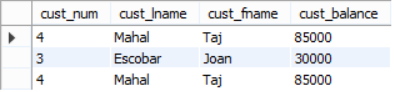 cust_num cust_lname cust_fname cust_balance
4 Mahal Taj 85000
3 Escobar Joan 30000
4 Mahal Taj 85000